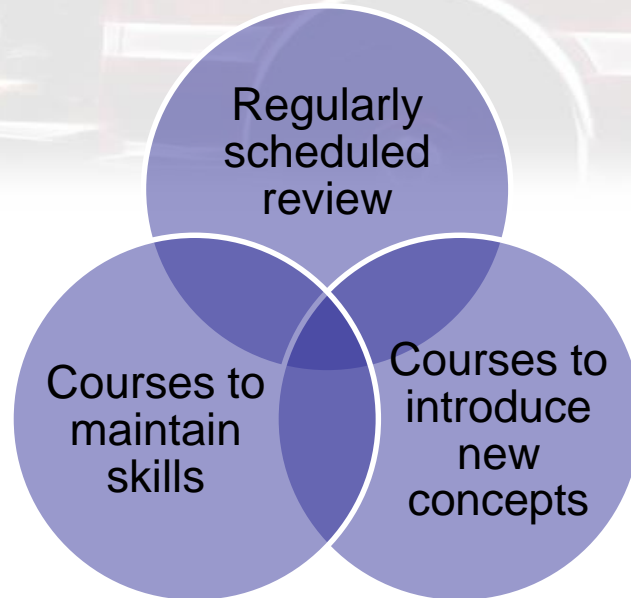 Regularly
scheduled
review
Courses to
maintain
skills
Courses to
introduce
new
concepts